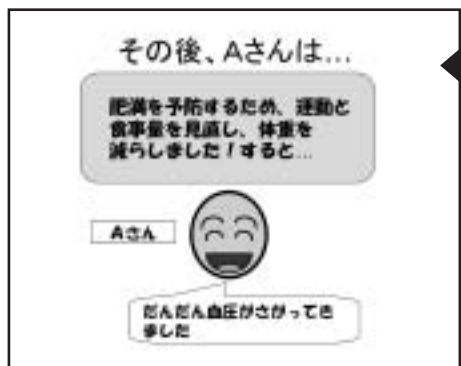 その後、Aさんは…
肥満を予防するため、運動と
食事量を見直し、体重を
減らしました！すると…
Aさん
だんだん血圧がさがってき
ました